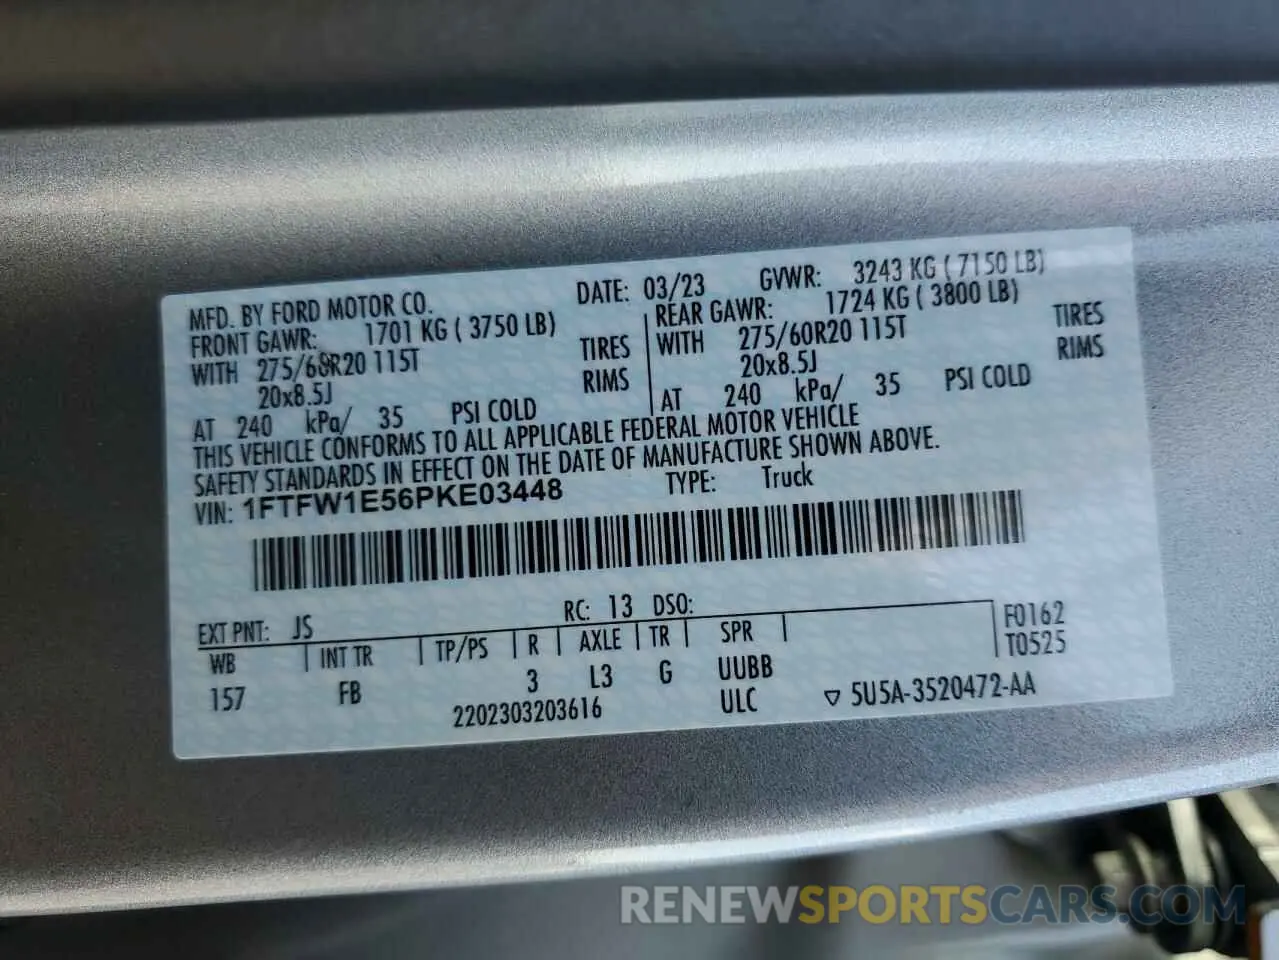 MFD. BY FORD MOTOR CO.
DATE: 03/23 GVWR: 3243 KG ( 7150 LB)
FRONT GAWR: 1701 KG ( 3750 LB)
REAR GAWR: 1724 KG ( 3800 LB)
WITH 275/60R20 115T TIRES
WITH 275/60R20 115T TIRES
20x8.5J RIMS
20x8.5J RIMS
AT 240 kPa/ 35 PSI COLD
AT 240 kPa/ 35 PSI COLD
THIS VEHICLE CONFORMS TO ALL APPLICABLE FEDERAL MOTOR VEHICLE
SAFETY STANDARDS IN EFFECT ON THE DATE OF MANUFACTURE SHOWN ABOVE.
VIN: 1FTFW1E56PKE03448 TYPE: Truck
EXT PNT: JS RC: 13 DSO:
WB INT TR TP/PS R AXLE TR SPR
F0162
T0525
157 FB 3 L3 G UUBB
2202303203616 ULC ▽ 5U5A-3520472-AA
RENEWSPORTSCARS.COM